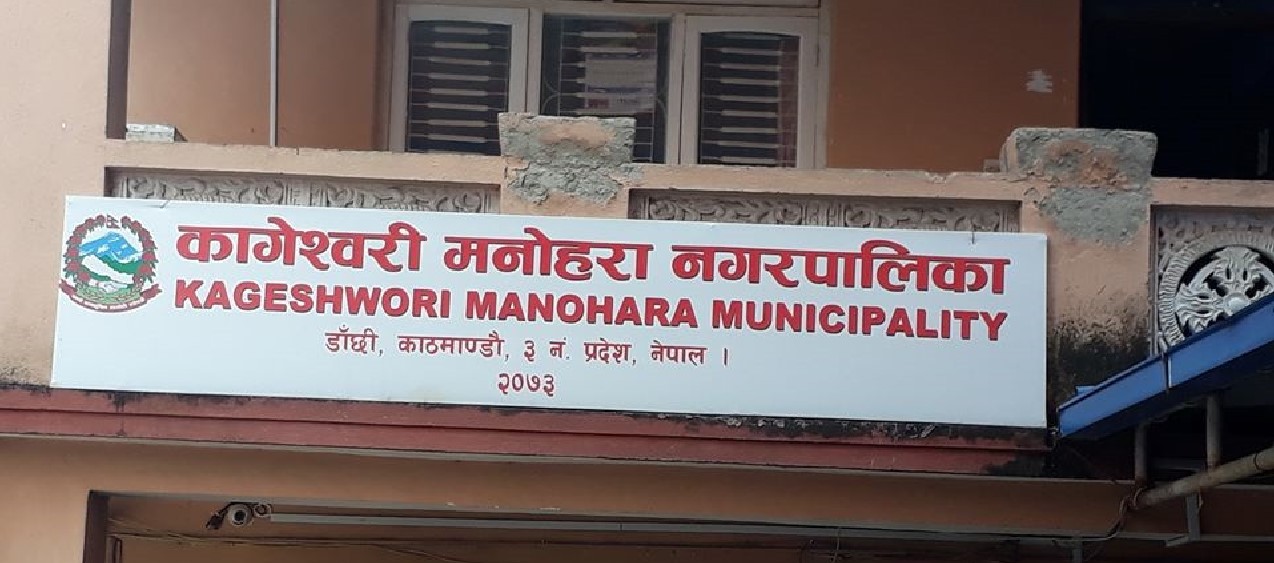 कागेश्वरी मनोहरा नगरपालिका
KAGESHWORI MANOHARA MUNICIPALITY
डाँछी, काठमाण्डौ, ३ नं. प्रदेश, नेपाल ।
२०७३